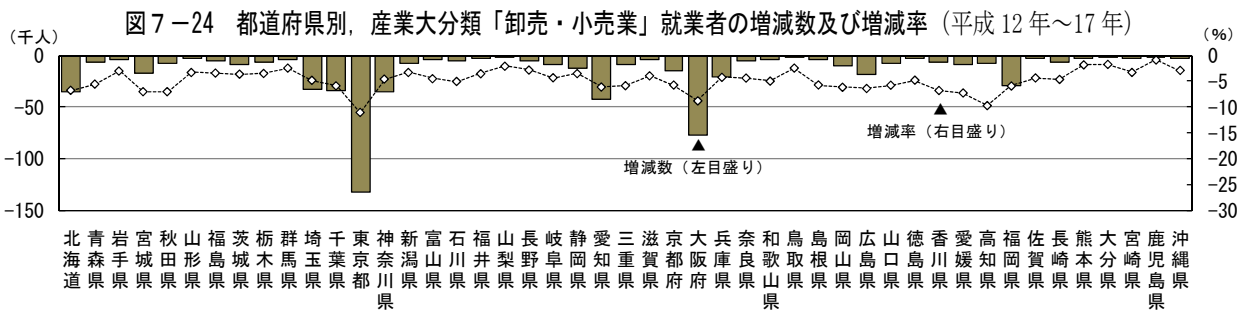 図7－24　都道府県別，産業大分類「卸売・小売業」就業者の増減数及び増減率（平成12年～17年）
（千人）
（%）
0
-50
-100
-150
0
-5
-10
-15
-20
-25
-30
増減率（右目盛り）
増減数（左目盛り）
北海道
青森県
岩手県
宮城県
秋田県
山形県
福島県
茨城県
栃木県
群馬県
埼玉県
千葉県
東京都
神奈川県
新潟県
富山県
石川県
福井県
山梨県
長野県
岐阜県
静岡県
愛知県
三重県
滋賀県
京都府
大阪府
兵庫県
奈良県
和歌山県
鳥取県
島根県
岡山県
広島県
山口県
徳島県
香川県
愛媛県
高知県
福岡県
佐賀県
長崎県
熊本県
大分県
宮崎県
鹿児島県
沖縄県